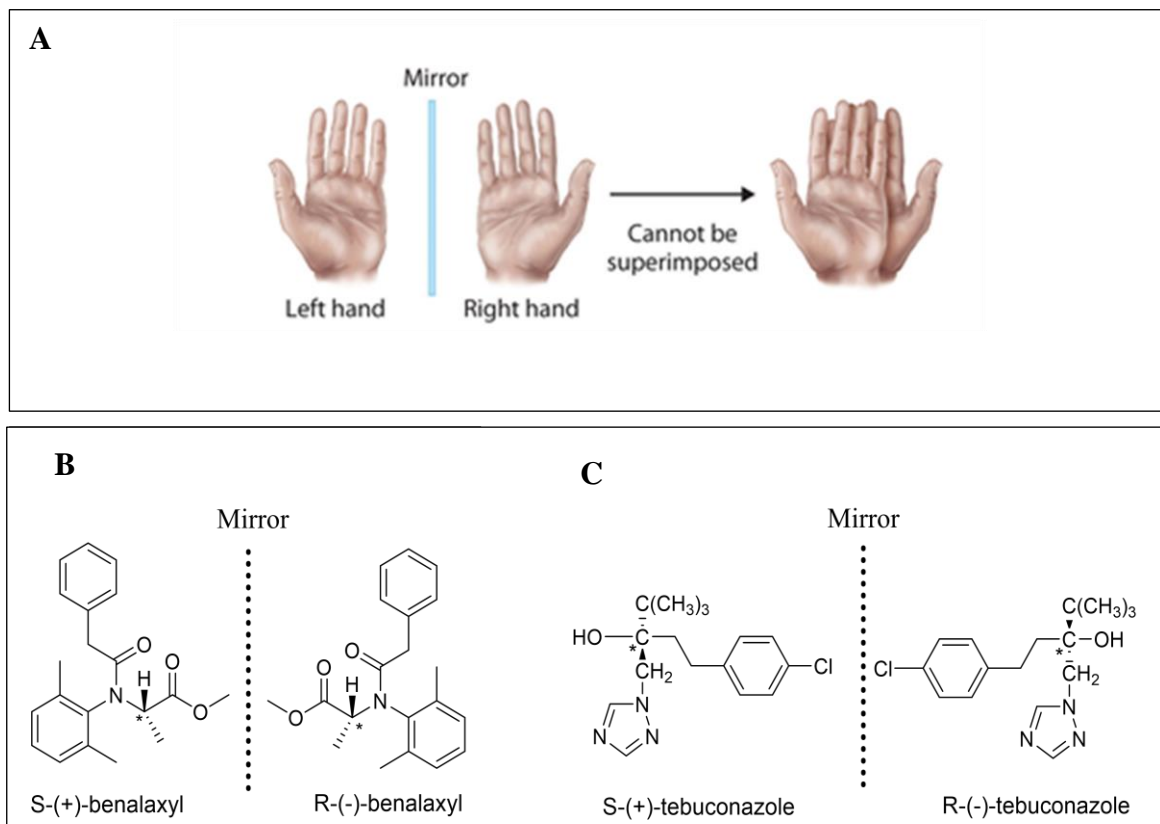 A
Mirror
Left hand
Right hand
Cannot be
superimposed
B
Mirror
O
N
H
O
O
*
S-(+)-benalaxyl
O
O
H
N
O
*
R-(-)-benalaxyl
C
Mirror
C(CH3)3
HO
C
*
CH2
Cl
N
N
N
S-(+)-tebuconazole
C(CH3)3
C
OH
*
Cl
CH2
N
N
N
R-(-)-tebuconazole